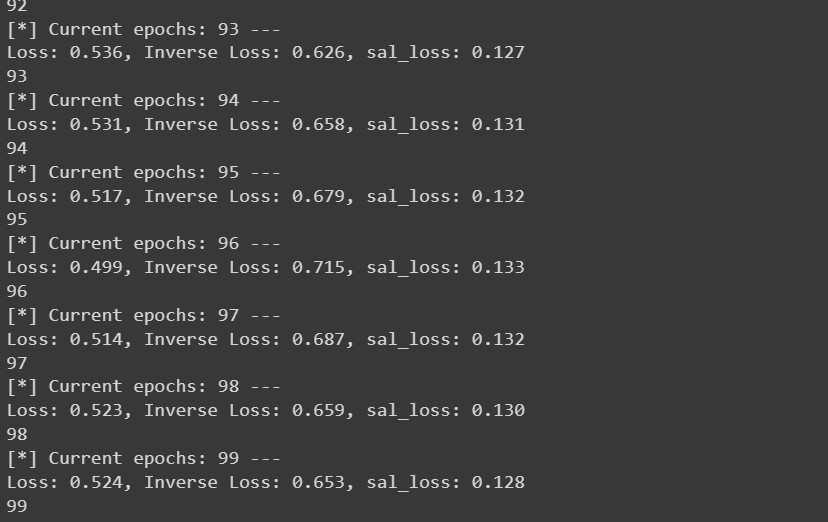 92
[*] Current epochs: 93 ---
Loss: 0.536, Inverse Loss: 0.626, sal_loss: 0.127
93
[*] Current epochs: 94 ---
Loss: 0.531, Inverse Loss: 0.658, sal_loss: 0.131
94
[*] Current epochs: 95 ---
Loss: 0.517, Inverse Loss: 0.679, sal_loss: 0.132
95
[*] Current epochs: 96 ---
Loss: 0.499, Inverse Loss: 0.715, sal_loss: 0.133
96
[*] Current epochs: 97 ---
Loss: 0.514, Inverse Loss: 0.687, sal_loss: 0.132
97
[*] Current epochs: 98 ---
Loss: 0.523, Inverse Loss: 0.659, sal_loss: 0.130
98
[*] Current epochs: 99 ---
Loss: 0.524, Inverse Loss: 0.653, sal_loss: 0.128
99